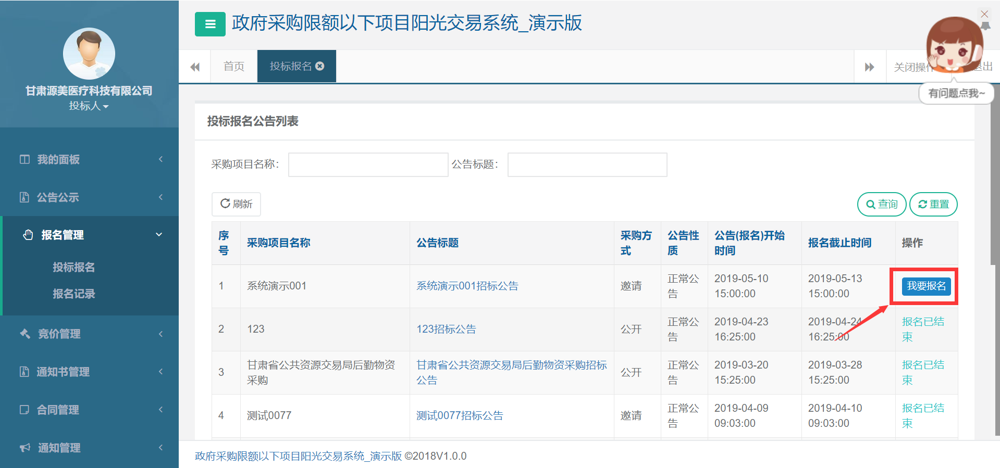 政府采购限额以下项目阳光交易系统_演示版
首页
投标报名
退出
有问题点我~
甘肃源美医疗科技有限公司
投标人
我的面板
公告公示
报名管理
投标报名
报名记录
竞价管理
通知书管理
合同管理
通知管理
投标报名公告列表
采购项目名称：
公告标题：
刷新
查询
重置
序
号
采购项目名称
公告标题
采购方
式
公告性
质
公告(报名)开始
时间
报名截止时间
操作
1
系统演示001
系统演示001招标公告
邀请
正常公
告
2019-05-10
15:00:00
2019-05-13
15:00:00
我要报名
2
123
123招标公告
公开
正常公
告
2019-04-23
16:25:00
2019-04-24
16:25:00
报名已结
束
3
甘肃省公共资源交易局后勤物资
采购
甘肃省公共资源交易局后勤物资采购招标
公告
公开
正常公
告
2019-03-20
15:25:00
2019-03-28
15:25:00
报名已结
束
4
测试0077
测试0077招标公告
邀请
正常公
告
2019-04-09
09:03:00
2019-04-10
09:03:00
报名已结
束
政府采购限额以下项目阳光交易系统_演示版 ©2018V1.0.0